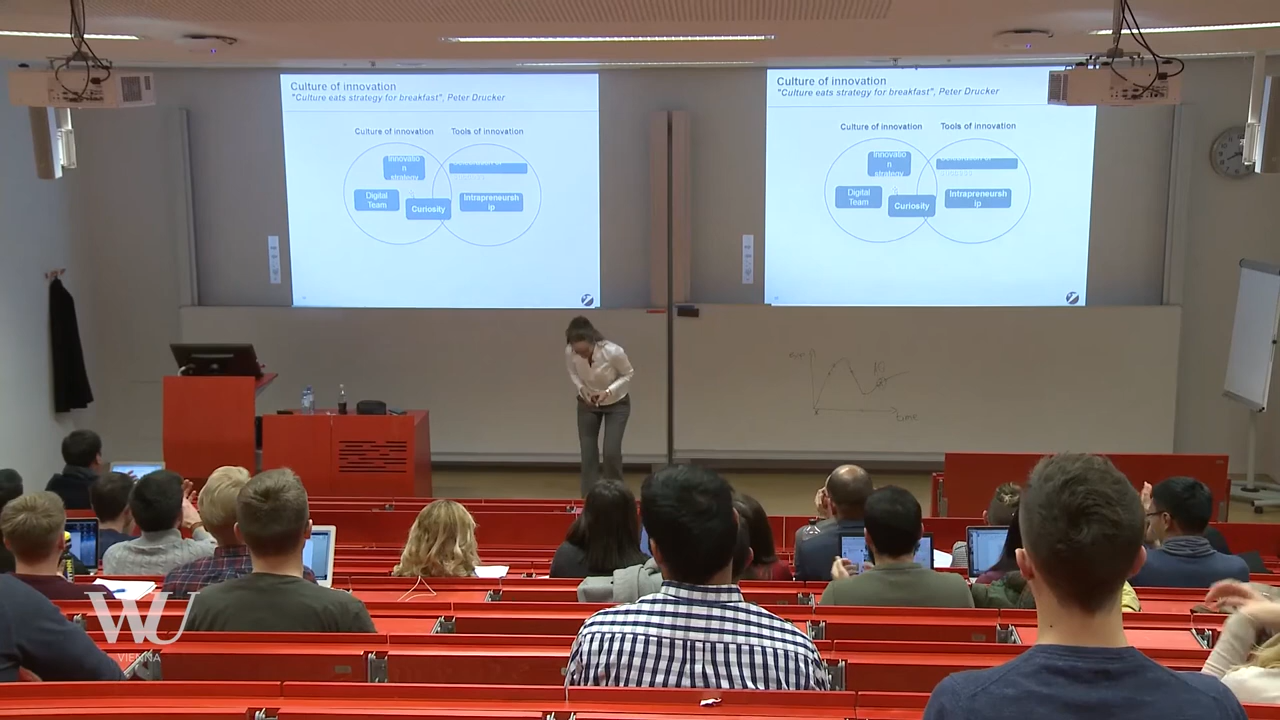 Culture of innovation
"Culture eats strategy for breakfast", Peter Drucker
Culture of innovation
Tools of innovation
Innovatio
n
strategy
Digital
Team
Curiosity
Intrapreneursh
ip
Culture of innovation
"Culture eats strategy for breakfast", Peter Drucker
Culture of innovation
Tools of innovation
Innovatio
n
strategy
Digital
Team
Curiosity
Intrapreneursh
ip
time
WU
VIENNA